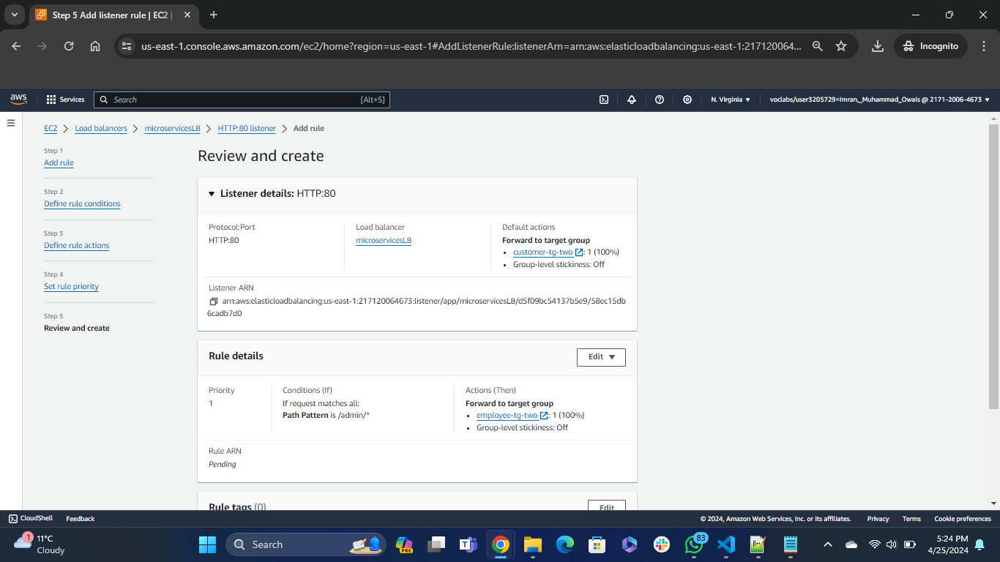 Step 5 Add listener rule | EC2 |
us-east-1.console.aws.amazon.com/ec2/home?region=us-east-1#AddListenerRule:listenerArn=arn:aws:elasticloadbalancing:us-east-1:217120064...
Incognito
aws
Services
Search
[Alt+S]
N. Virginia
voclabs/user3205729=Imran,_Muhammad_Owais @ 2171-2006-4673
EC2
Load balancers
microservicesLB
HTTP:80 listener
Add rule
Step 1
Add rule
Step 2
Define rule conditions
Step 3
Define rule actions
Step 4
Set rule priority
Step 5
Review and create
Review and create
Listener details: HTTP:80
Protocol:Port
HTTP:80
Load balancer
microservicesLB
Default actions
Forward to target group
• customer-tg-two : 1 (100%)
• Group-level stickiness: Off
Listener ARN
arn:aws:elasticloadbalancing:us-east-1:217120064673:listener/app/microservicesLB/d5f09bc54137b5e9/58ec15db
6cadb7d0
Rule details
Edit
Priority
1
Conditions (If)
If request matches all:
Path Pattern is /admin/*
Actions (Then)
Forward to target group
• employee-tg-two : 1 (100%)
• Group-level stickiness: Off
Rule ARN
Pending
Rule tags (0)
Edit
CloudShell
Feedback
© 2024, Amazon Web Services, Inc. or its affiliates.
Privacy
Terms
Cookie preferences
1
11°C
Cloudy
Search
PRE
83
5:24 PM
4/25/2024